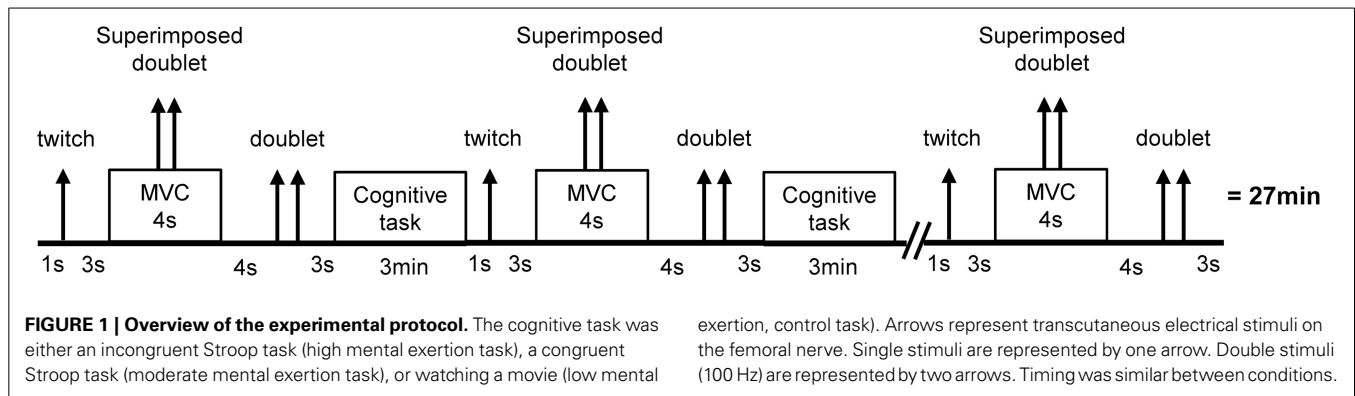 Superimposed
doublet
Superimposed
doublet
Superimposed
doublet
twitch
doublet
twitch
doublet
twitch
doublet
MVC
4s
Cognitive
task
MVC
4s
Cognitive
task
MVC
4s
= 27min
1s 3s 4s 3s 3min 1s 3s 4s 3s 3min 1s 3s 4s 3s
FIGURE 1 | Overview of the experimental protocol. The cognitive task was
either an incongruent Stroop task (high mental exertion task), a congruent
Stroop task (moderate mental exertion task), or watching a movie (low mental
exertion, control task). Arrows represent transcutaneous electrical stimuli on
the femoral nerve. Single stimuli are represented by one arrow. Double stimuli
(100 Hz) are represented by two arrows. Timing was similar between conditions.